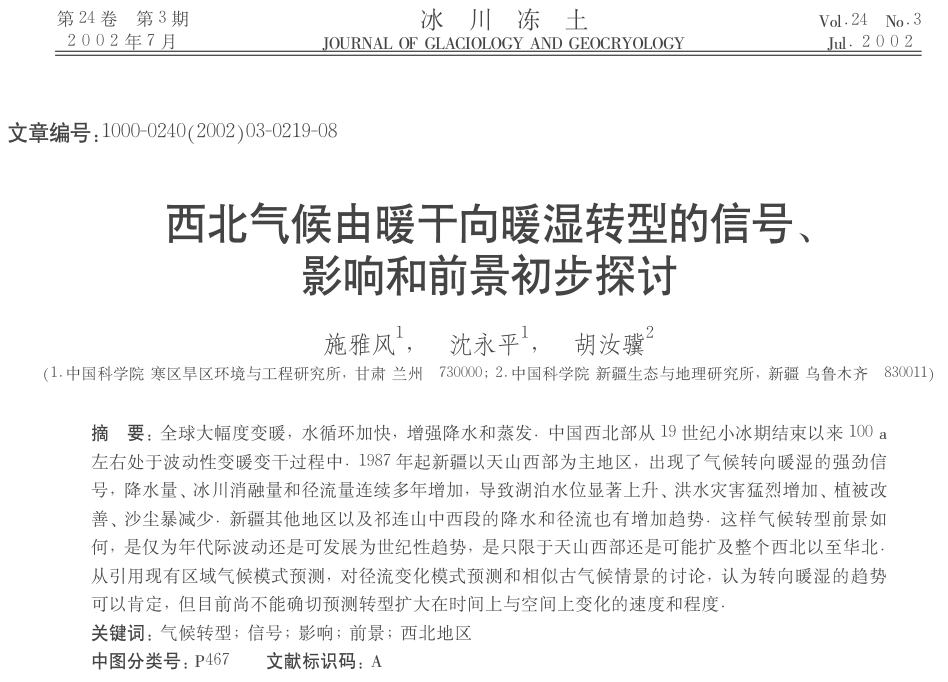 第 24 卷 第 3 期 冰 川 冻 土 Vol.24 No.3
2002年7月 JOURNAL OF GLACIOLOGY AND GEOCRYOLOGY Jul. 2002
文章编号:1000-0240(2002)03-0219-08
西北气候由暖干向暖湿转型的信号、
影响和前景初步探讨
施雅风1, 沈永平1, 胡汝骥2
(1.中国科学院 寒区旱区环境与工程研究所, 甘肃 兰州 730000; 2.中国科学院 新疆生态与地理研究所, 新疆 乌鲁木齐 830011)
摘 要: 全球大幅度变暖, 水循环加快, 增强降水和蒸发. 中国西北部从 19 世纪小冰期结束以来 100 a
左右处于波动性变暖变干过程中. 1987 年起新疆以天山西部为主地区, 出现了气候转向暖湿的强劲信
号, 降水量、冰川消融量和径流量连续多年增加, 导致湖泊水位显著上升、洪水灾害猛烈增加、植被改
善、沙尘暴减少. 新疆其他地区以及祁连山中西段的降水和径流也有增加趋势. 这样气候转型前景如
何, 是仅为年代际波动还是可发展为世纪性趋势, 是只限于天山西部还是可能扩及整个西北以至华北.
从引用现有区域气候模式预测, 对径流变化模式预测和相似古气候情景的讨论, 认为转向暖湿的趋势
可以肯定, 但目前尚不能确切预测转型扩大在时间上与空间上变化的速度和程度.
关键词: 气候转型; 信号; 影响; 前景; 西北地区
中图分类号: P467 文献标识码: A